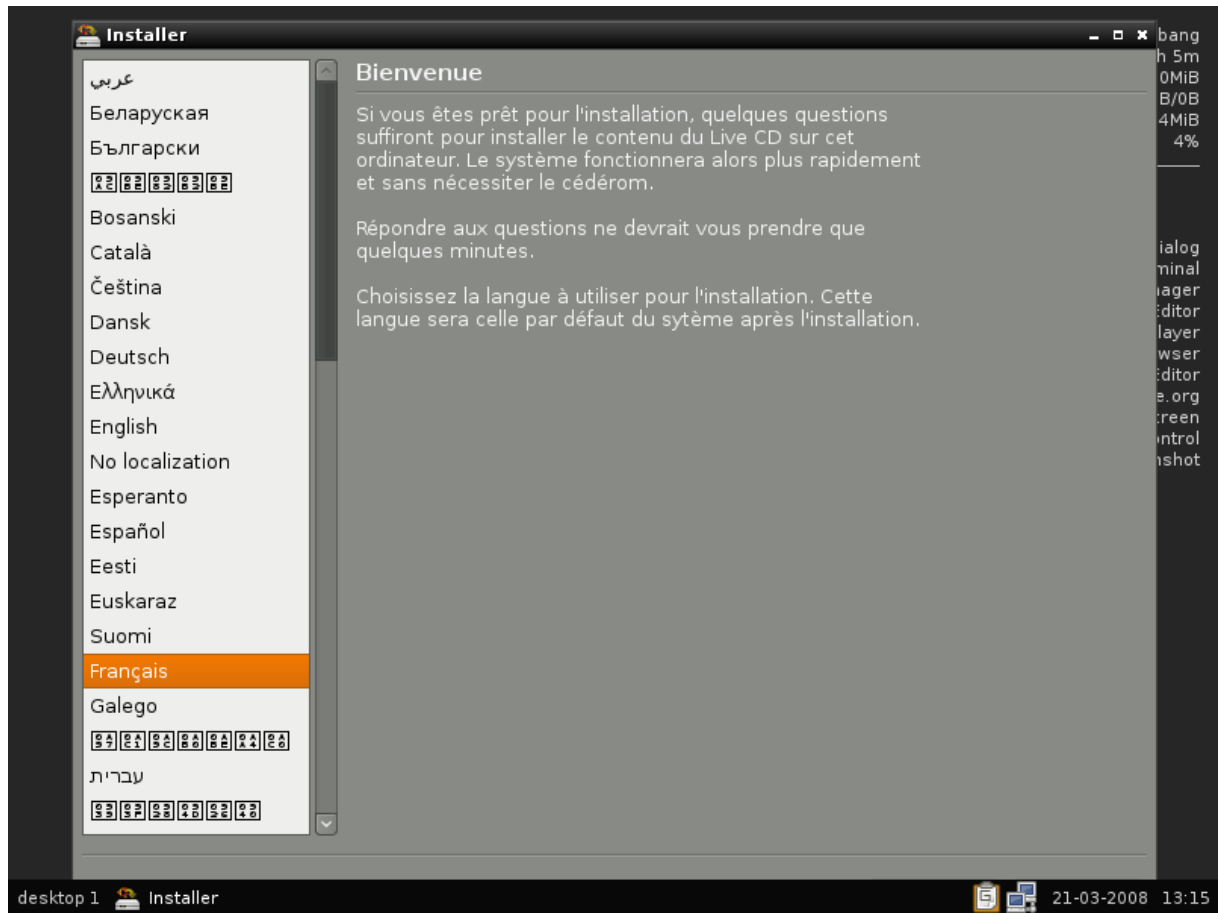 Installer
عربي
Беларуская
Български
Bosanski
Català
Čeština
Dansk
Deutsch
Ελληνικά
English
No localization
Esperanto
Español
Eesti
Euskaraz
Suomi
Français
Galego
עברית
Bienvenue
Si vous êtes prêt pour l'installation, quelques questions
suffiront pour installer le contenu du Live CD sur cet
ordinateur. Le système fonctionnera alors plus rapidement
et sans nécessiter le cédérom.
Répondre aux questions ne devrait vous prendre que
quelques minutes.
Choisissez la langue à utiliser pour l'installation. Cette
langue sera celle par défaut du sytème après l'installation.
bang
h 5m
0MiB
B/0B
4MiB
4%
ialog
minal
ager
Editor
layer
wser
Editor
e.org
creen
ontrol
nshot
desktop 1 Installer 21-03-2008 13:15